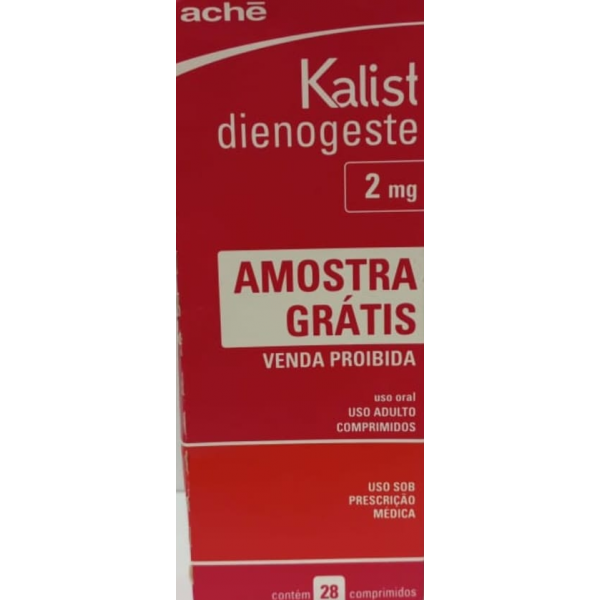 achē
Kalist
dienogeste
2 mg
AMOSTRA
GRÁTIS
VENDA PROIBIDA
uso oral
USO ADULTO
COMPRIMIDOS
USO SOB
PRESCRIÇÃO
MÉDICA
contém 28 comprimidos